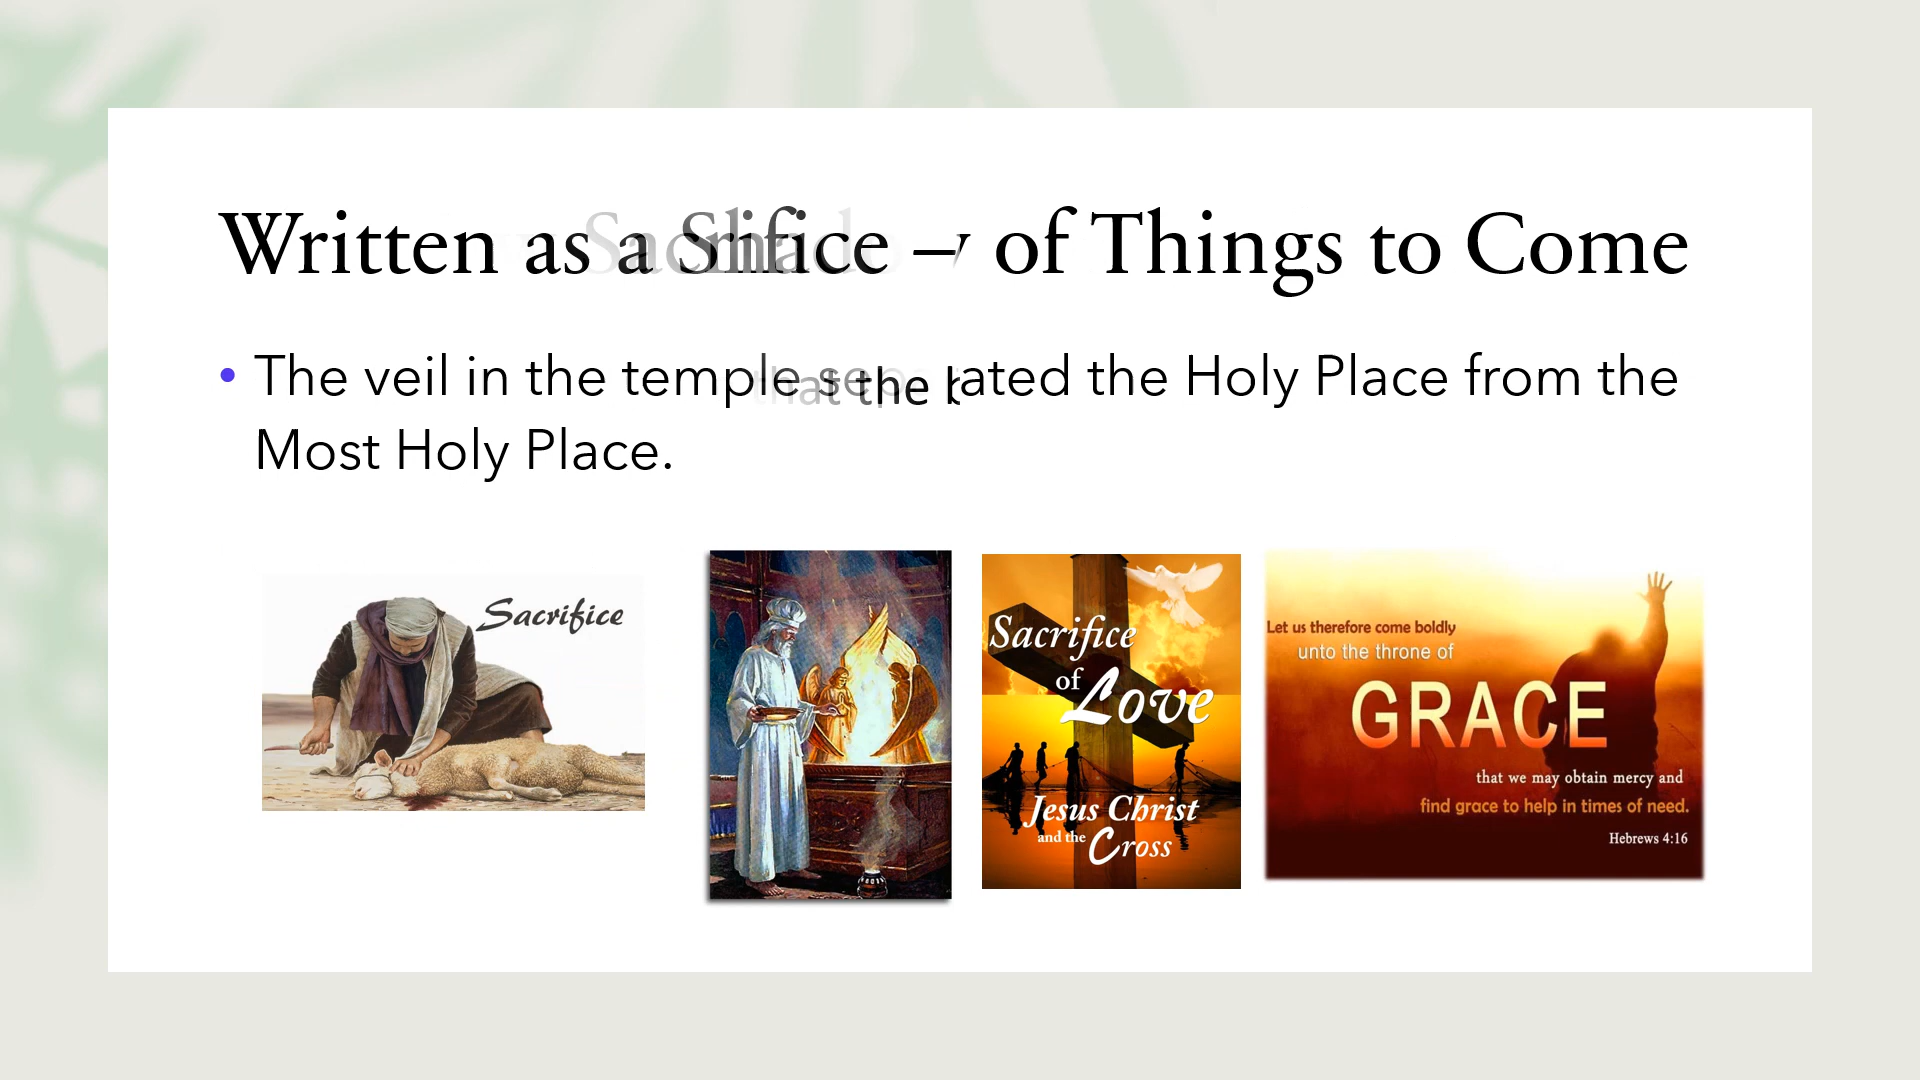 Written as a of Things to Come
• The veil in the temple the Holy Place from the
Most Holy Place.
that the
Sacrifice
Sacrifice
of Love
Jesus Christ
and the Cross
Let us therefore come boldly
unto the throne of
GRACE
that we may obtain mercy and
find grace to help in times of need.
Hebrews 4:16